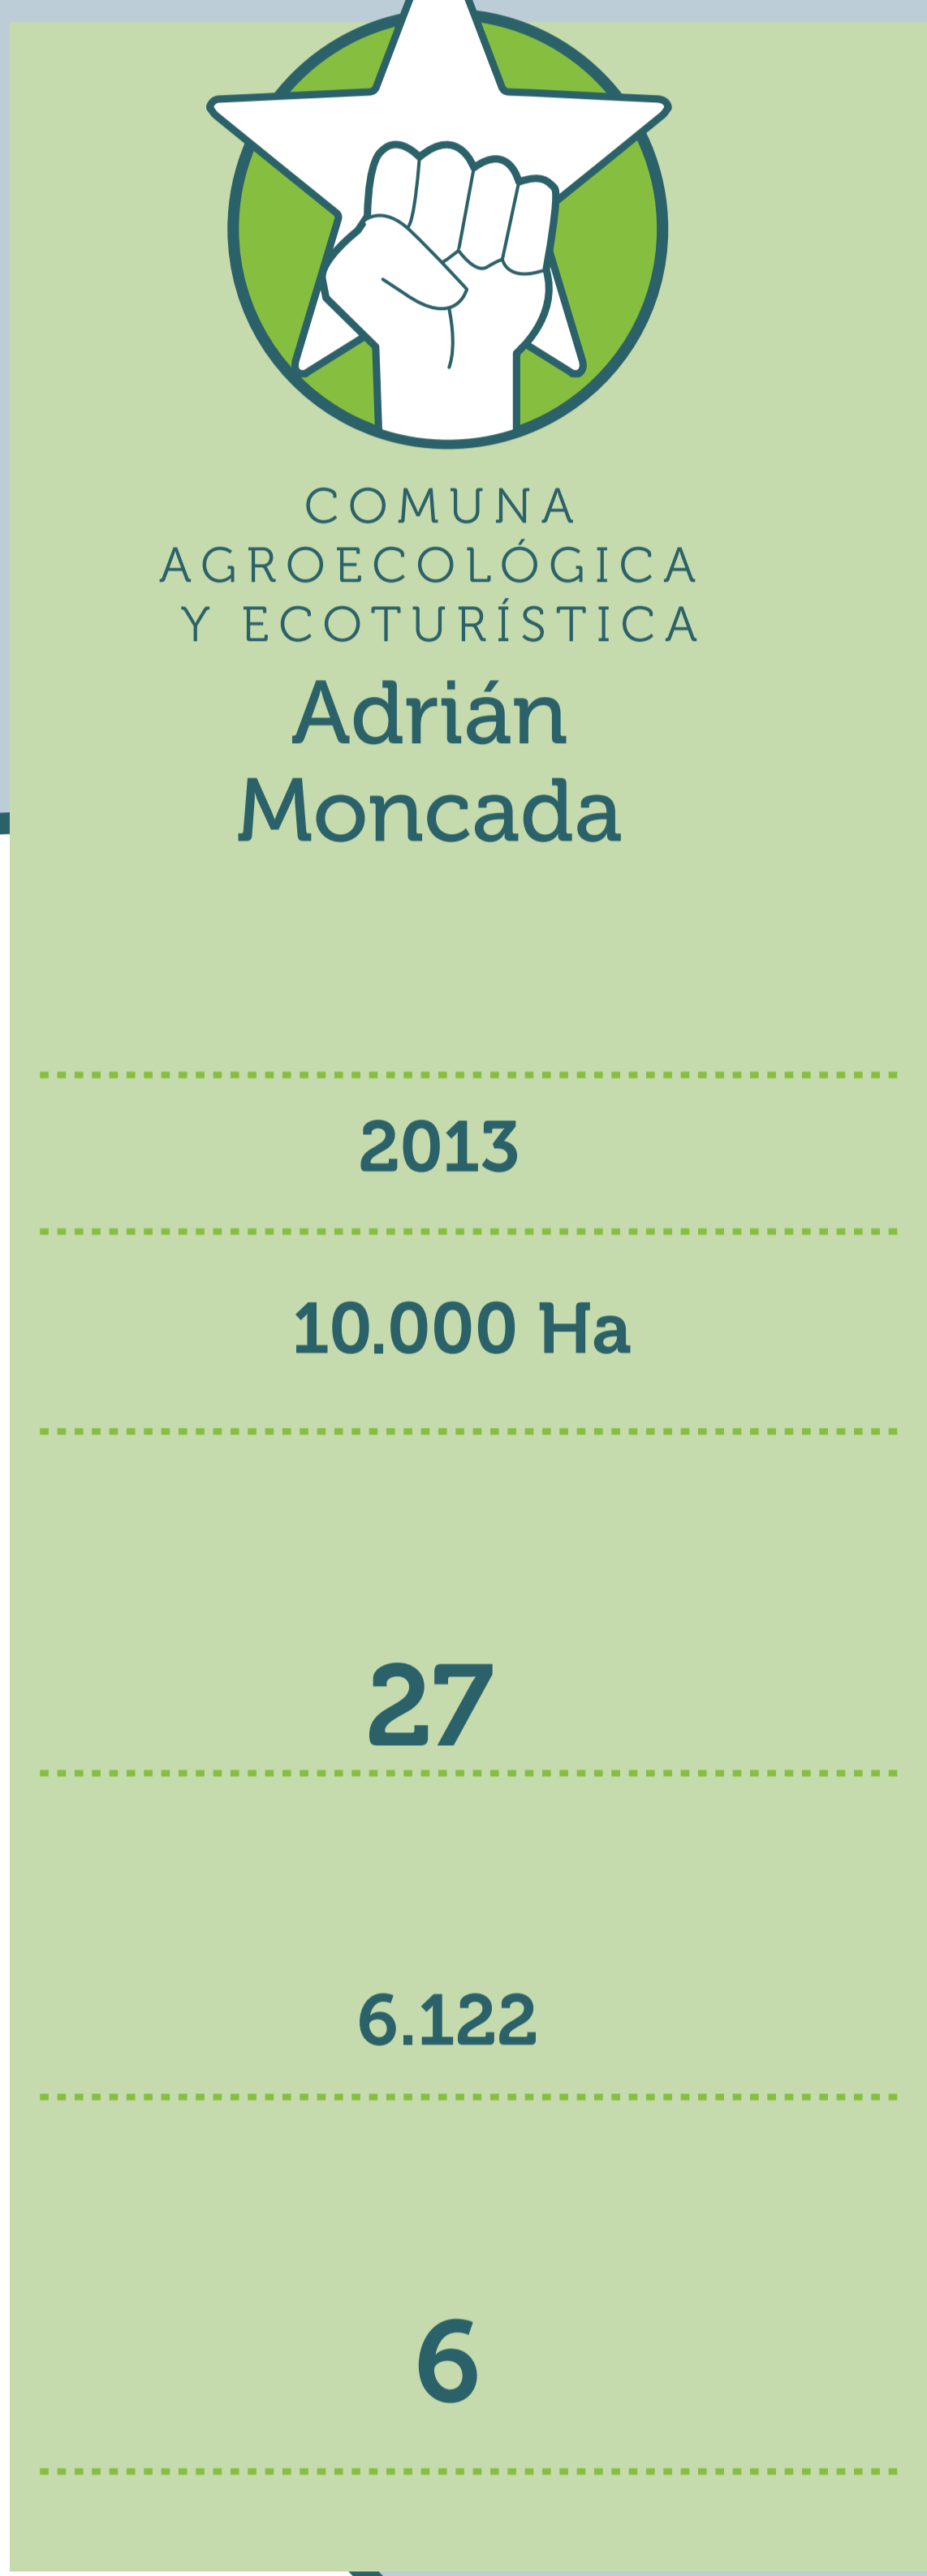 COMUNA
AGROECOLÓGICA
Y ECOTURÍSTICA
Adrián
Moncada
2013
10.000 Ha
27
6.122
6